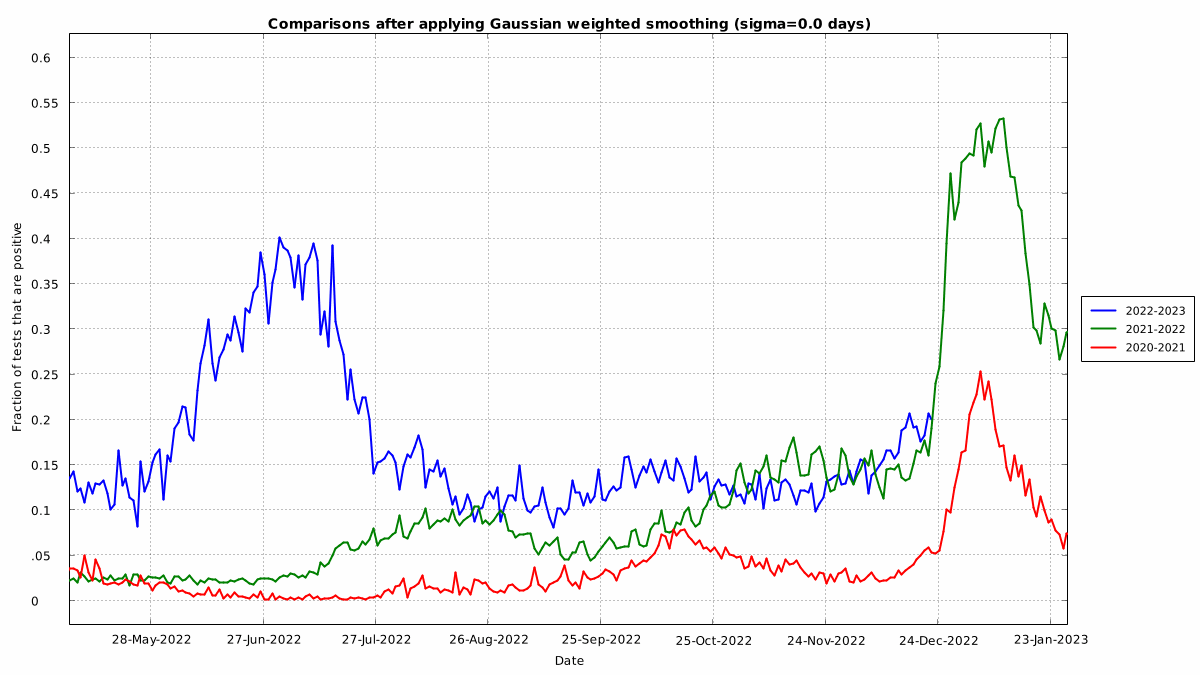 Comparisons after applying Gaussian weighted smoothing (sigma=0.0 days)
0.6
0.55
0.5
0.45
0.4
0.35
0.3
0.25
0.2
0.15
0.1
.05
0
Fraction of tests that are positive
28-May-2022
27-Jun-2022
27-Jul-2022
26-Aug-2022
25-Sep-2022
25-Oct-2022
24-Nov-2022
24-Dec-2022
23-Jan-2023
Date
2022-2023
2021-2022
2020-2021